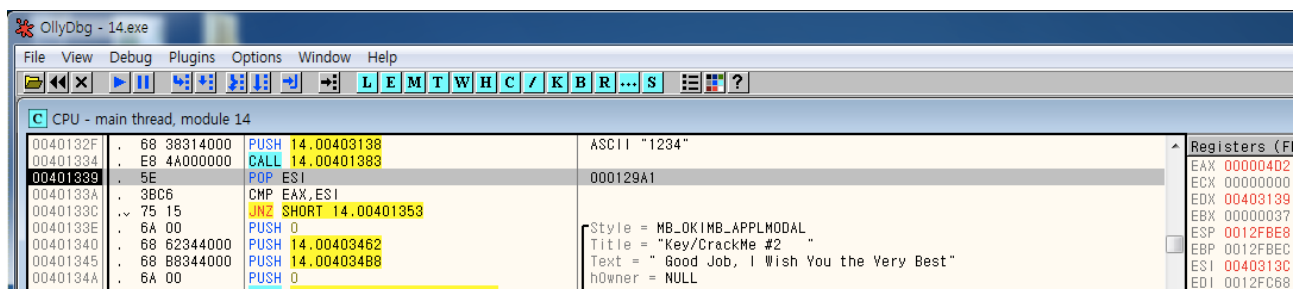 OllyDbg - 14.exe
File View Debug Plugins Options Window Help
L E M T W H C / K B R ... S ?
C CPU - main thread, module 14
0040132F . 68 38314000 PUSH 14.00403138 ASCII "1234"
00401334 . E8 4A000000 CALL 14.00401383
00401339 . 5E POP ESI 000129A1
0040133A . 3BC6 CMP EAX,ESI
0040133C .v 75 15 JNZ SHORT 14.00401353
0040133E . 6A 00 PUSH 0 Style = MB_OK|MB_APPLMODAL
00401340 . 68 62344000 PUSH 14.00403462 Title = "Key/CrackMe #2 "
00401345 . 68 B8344000 PUSH 14.004034B8 Text = " Good Job, I Wish You the Very Best"
0040134A . 6A 00 PUSH 0 hOwner = NULL
Registers (F
EAX 000004D2
ECX 00000000
EDX 00403139
EBX 00000037
ESP 0012FBE8
EBP 0012FBEC
ESI 0040313C
EDI 0012FC68